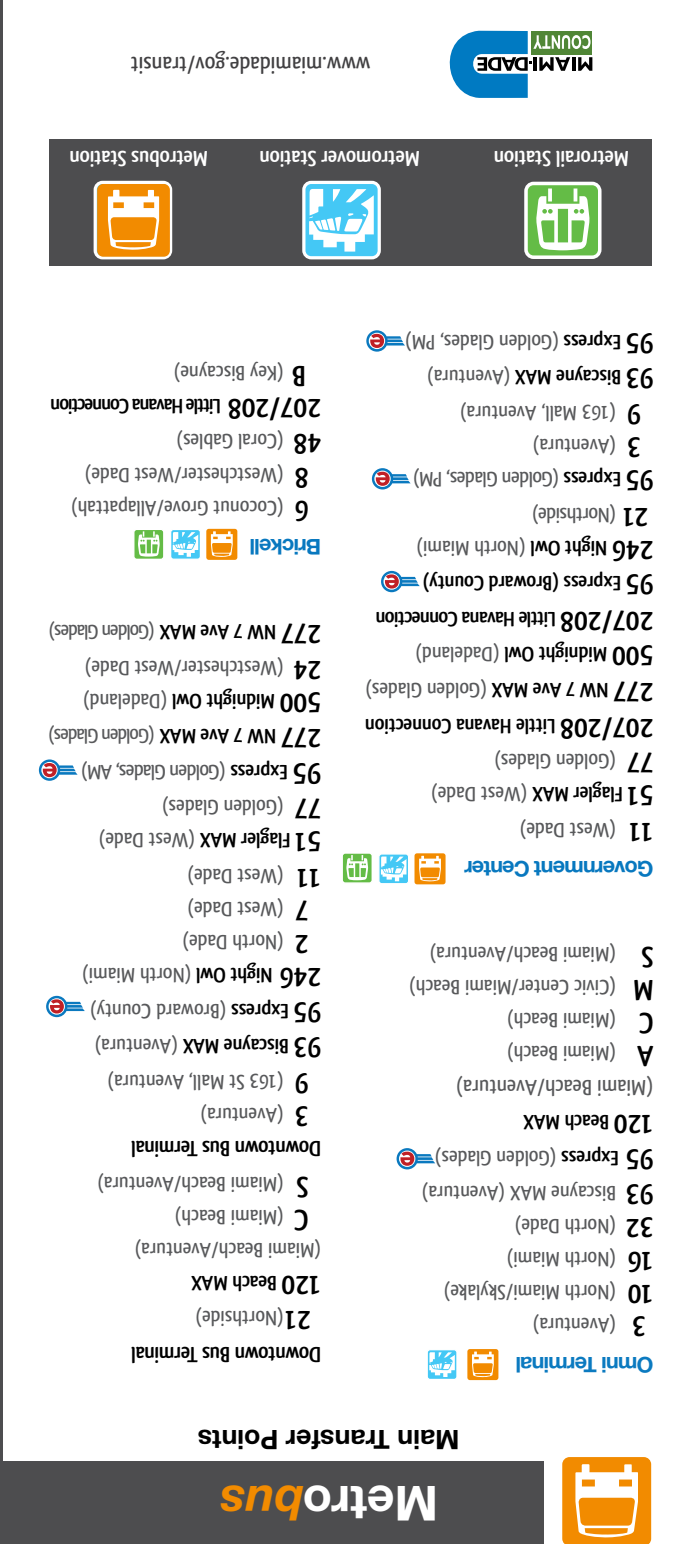 Metrobus
Main Transfer Points
Omni Terminal
3 (Aventura)
10 (North Miami/Skylake)
16 (North Miami)
32 (North Dade)
93 Biscayne MAX (Aventura)
95 Express (Golden Glades) e
120 Beach MAX
(Miami Beach/Aventura)
A (Miami Beach)
C (Miami Beach)
M (Civic Center/Miami Beach)
S (Miami Beach/Aventura)
Government Center
11 (West Dade)
51 Flagler MAX (West Dade)
77 (Golden Glades)
207/208 Little Havana Connection
277 NW 7 Ave MAX (Golden Glades)
500 Midnight Owl (Dadeland)
207/208 Little Havana Connection
95 Express (Broward County) e
246 Night Owl (North Miami)
21 (Northside)
95 Express (Golden Glades, PM) e
3 (Aventura)
9 (163 Mall, Aventura)
93 Biscayne MAX (Aventura)
95 Express (Golden Glades, PM) e
Downtown Bus Terminal
21(Northside)
120 Beach MAX
(Miami Beach/Aventura)
C (Miami Beach)
S (Miami Beach/Aventura)
Downtown Bus Terminal
3 (Aventura)
9 (163 St Mall, Aventura)
93 Biscayne MAX (Aventura)
95 Express (Broward County) e
246 Night Owl (North Miami)
2 (North Dade)
7 (West Dade)
11 (West Dade)
51 Flagler MAX (West Dade)
77 (Golden Glades)
95 Express (Golden Glades, AM) e
277 NW 7 Ave MAX (Golden Glades)
500 Midnight Owl (Dadeland)
24 (Westchester/West Dade)
277 NW 7 Ave MAX (Golden Glades)
Brickell
6 (Coconut Grove/Allapattah)
8 (Westchester/West Dade)
48 (Coral Gables)
207/208 Little Havana Connection
B (Key Biscayne)
Metrorail Station
Metromover Station
Metrobus Station
MIAMI-DADE
COUNTY
www.miamidade.gov/transit